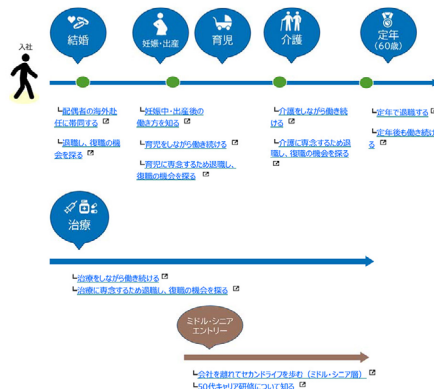 入社
結婚
妊娠・出産
育児
介護
定年
(60歳)
┗配偶者の海外赴
任に帯同する
┗退職し、復職の機
会を探る
┗妊娠中・出産後の
働き方を知る
┗育児をしながら働き続ける
┗育児に専念するため退職し、
復職の機会を探る
┗介護をしながら働き続
ける
┗介護に専念するため退
職し、復職の機会を探る
┗定年で退職する
┗定年後も働き続け
る
治療
┗治療をしながら働き続ける
┗治療に専念するため退職し、復職の機会を探る
ミドル・シニア
エントリー
┗会社を離れてセカンドライフを歩む（ミドル・シニア層）
┗50代キャリア研修について知る